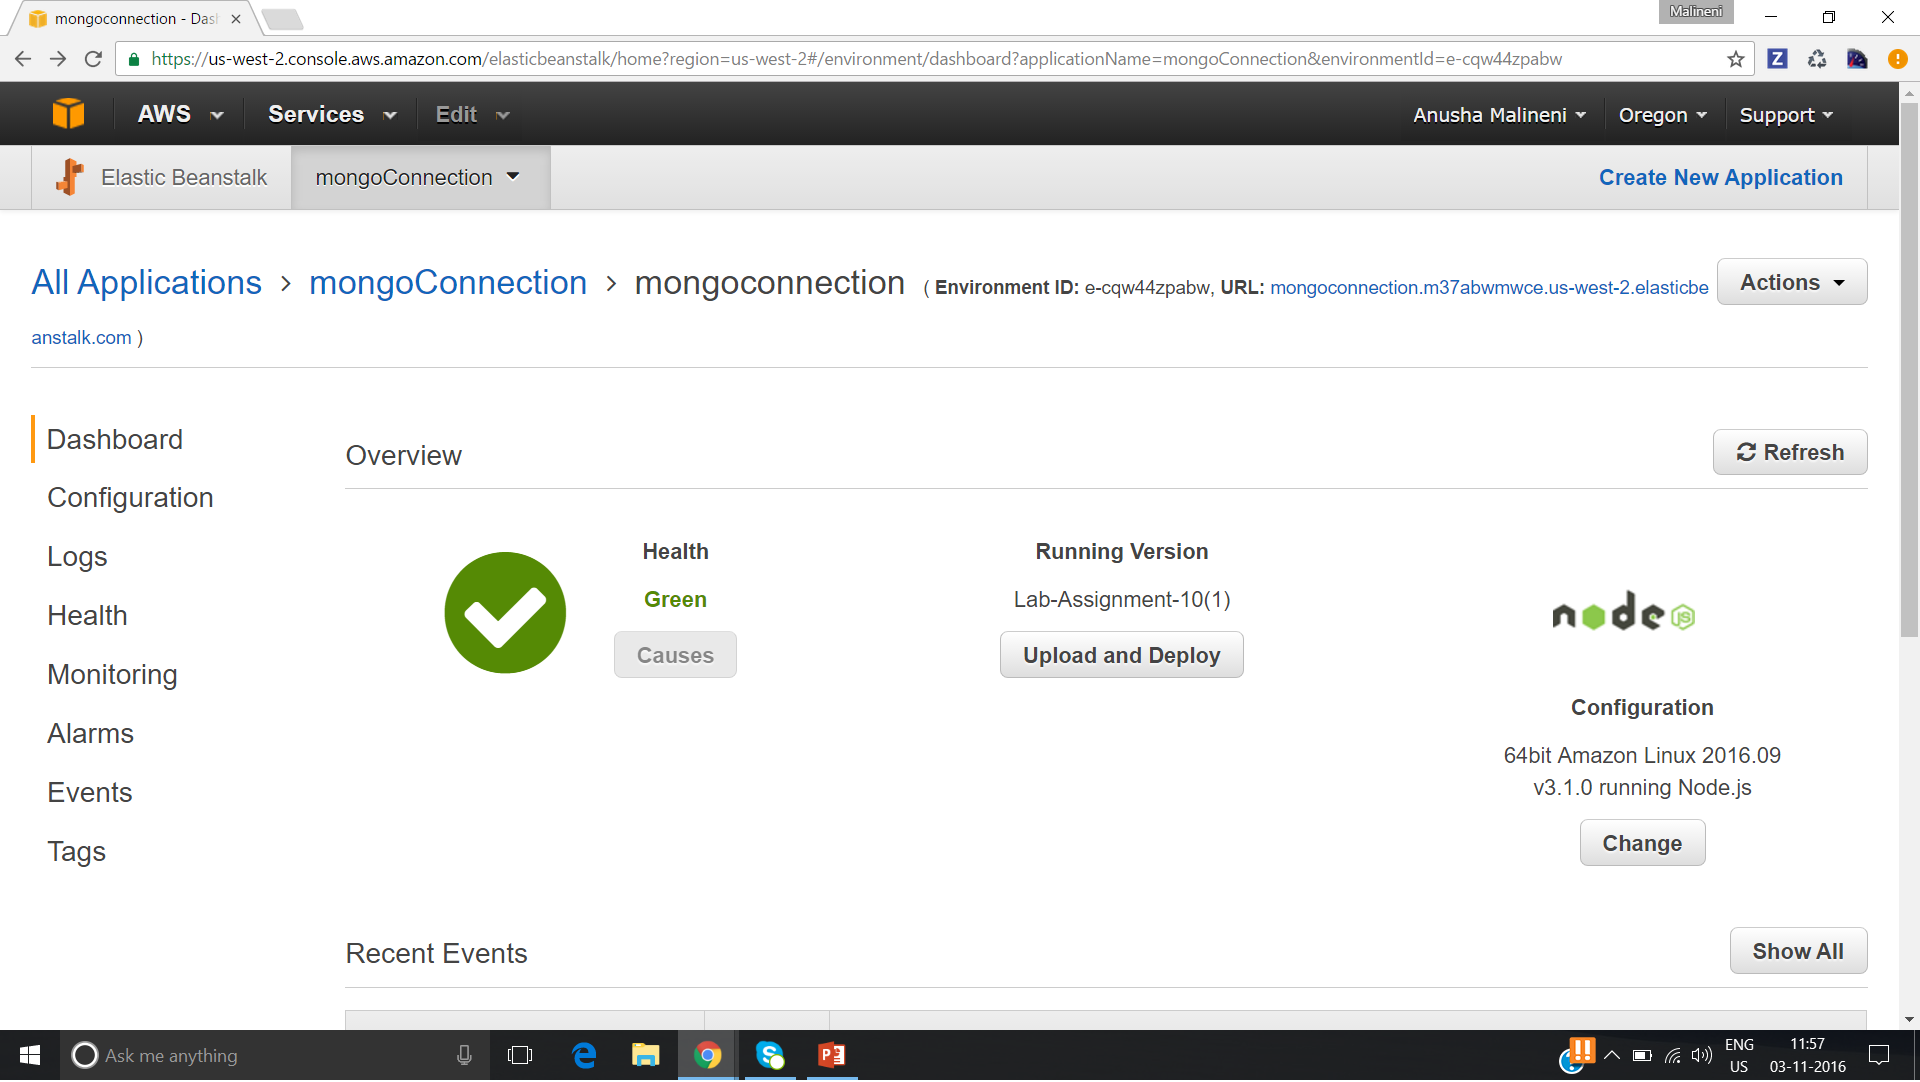 mongoconnection - Das
Malineni
https://us-west-2.console.aws.amazon.com/elasticbeanstalk/home?region=us-west-2#/environment/dashboard?applicationName=mongoConnection&environmentId=e-cqw44zpabw
Z
AWS Services Edit Anusha Malineni Oregon Support
Elastic Beanstalk mongoConnection Create New Application
All Applications > mongoConnection > mongoconnection ( Environment ID: e-cqw44zpabw, URL: mongoconnection.m37abwmwce.us-west-2.elasticbe Actions
anstalk.com )
Dashboard
Configuration
Logs
Health
Monitoring
Alarms
Events
Tags
Overview Refresh
Health
Green
Causes
Running Version
Lab-Assignment-10(1)
Upload and Deploy
node JS
Configuration
64bit Amazon Linux 2016.09
v3.1.0 running Node.js
Change
Recent Events Show All
Ask me anything
ENG
US
11:57
03-11-2016